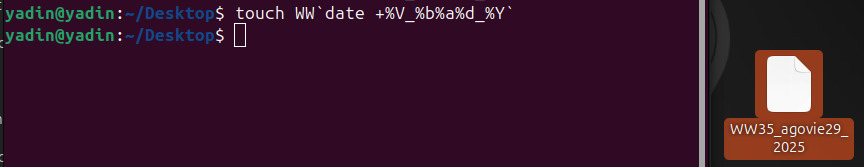 yadin@yadin:~/Desktop$ touch WW`date +%V_%b%a%d_%Y`
yadin@yadin:~/Desktop$
WW35_agovie29_
2025